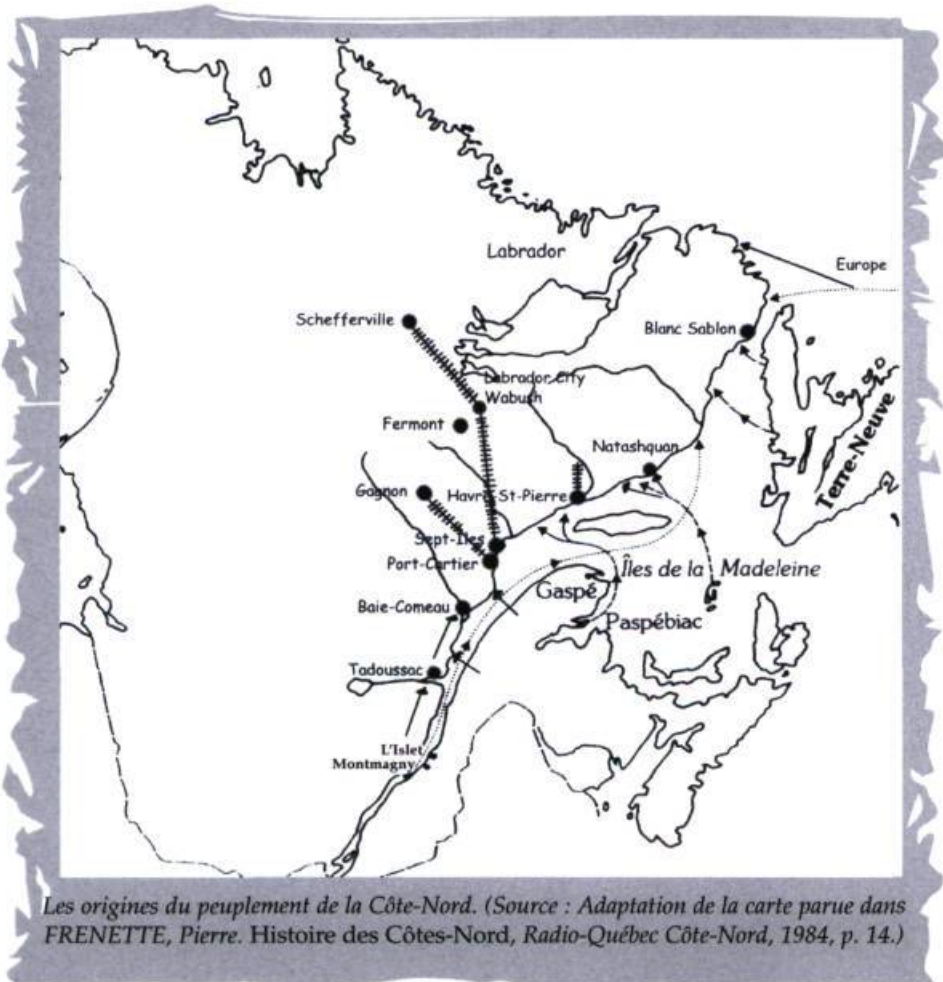 Labrador
Europe
Schefferville
Blanc Sablon
Labrador City
Wabush
Fermont
Natashquan
Terre-Neuve
Gagnon
Havre St-Pierre
Sept-Iles
Port-Cartier
Îles de la Madeleine
Gaspé
Baie-Comeau
Paspébiac
Tadoussac
L'Islet
Montmagny
Les origines du peuplement de la Côte-Nord. (Source : Adaptation de la carte parue dans
FRENETTE, Pierre. Histoire des Côtes-Nord, Radio-Québec Côte-Nord, 1984, p. 14.)